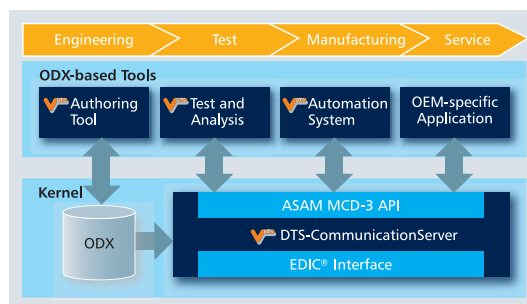 Engineering
Test
Manufacturing
Service
ODX-based Tools
Authoring
Tool
Test and
Analysis
Automation
System
OEM-specific
Application
Kernel
ODX
ASAM MCD-3 API
DTS-CommunicationServer
EDIC® Interface